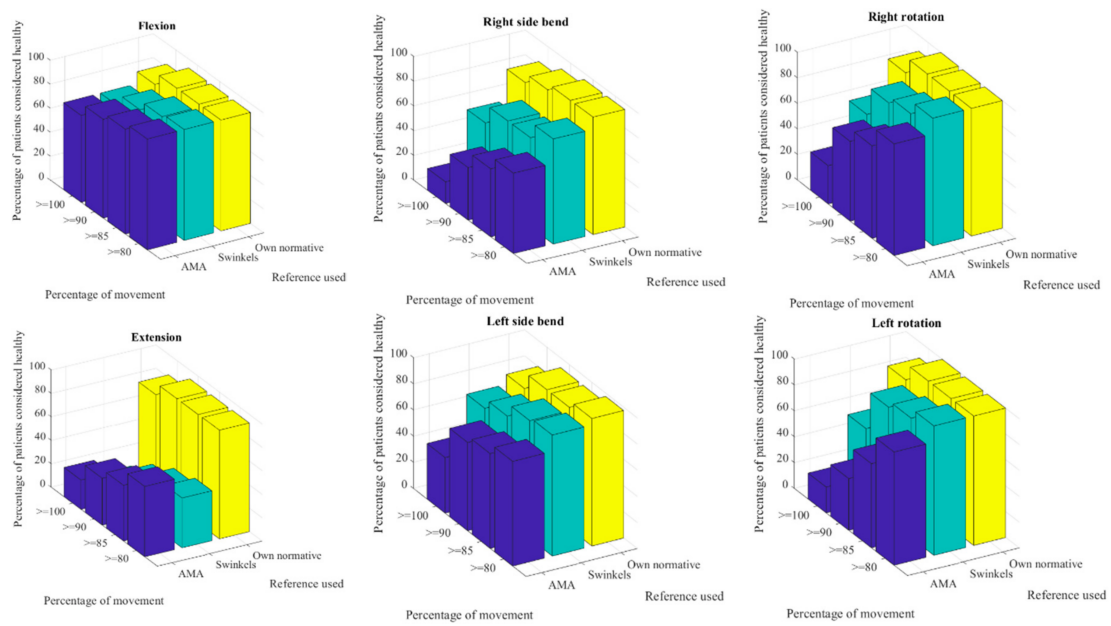 Flexion
Percentage of patients considered healthy
100
80
60
40
20
0
>=100
>=90
>=85
>=80
AMA
Swinkels
Own normative
Reference used
Percentage of movement
Right side bend
Percentage of patients considered healthy
100
80
60
40
20
0
>=100
>=90
>=85
>=80
AMA
Swinkels
Own normative
Reference used
Percentage of movement
Right rotation
Percentage of patients considered healthy
100
80
60
40
20
0
>=100
>=90
>=85
>=80
AMA
Swinkels
Own normative
Reference used
Percentage of movement
Extension
Percentage of patients considered healthy
100
80
60
40
20
0
>=100
>=90
>=85
>=80
AMA
Swinkels
Own normative
Reference used
Percentage of movement
Left side bend
Percentage of patients considered healthy
100
80
60
40
20
0
>=100
>=90
>=85
>=80
AMA
Swinkels
Own normative
Reference used
Percentage of movement
Left rotation
Percentage of patients considered healthy
100
80
60
40
20
0
>=100
>=90
>=85
>=80
AMA
Swinkels
Own normative
Reference used
Percentage of movement